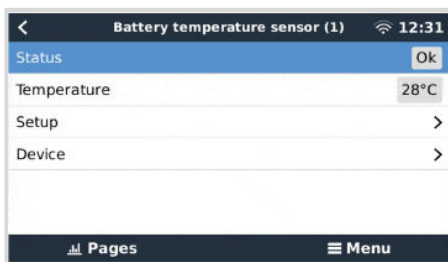 Battery temperature sensor (1) 12:31
Status Ok
Temperature 28°C
Setup
Device
Pages Menu